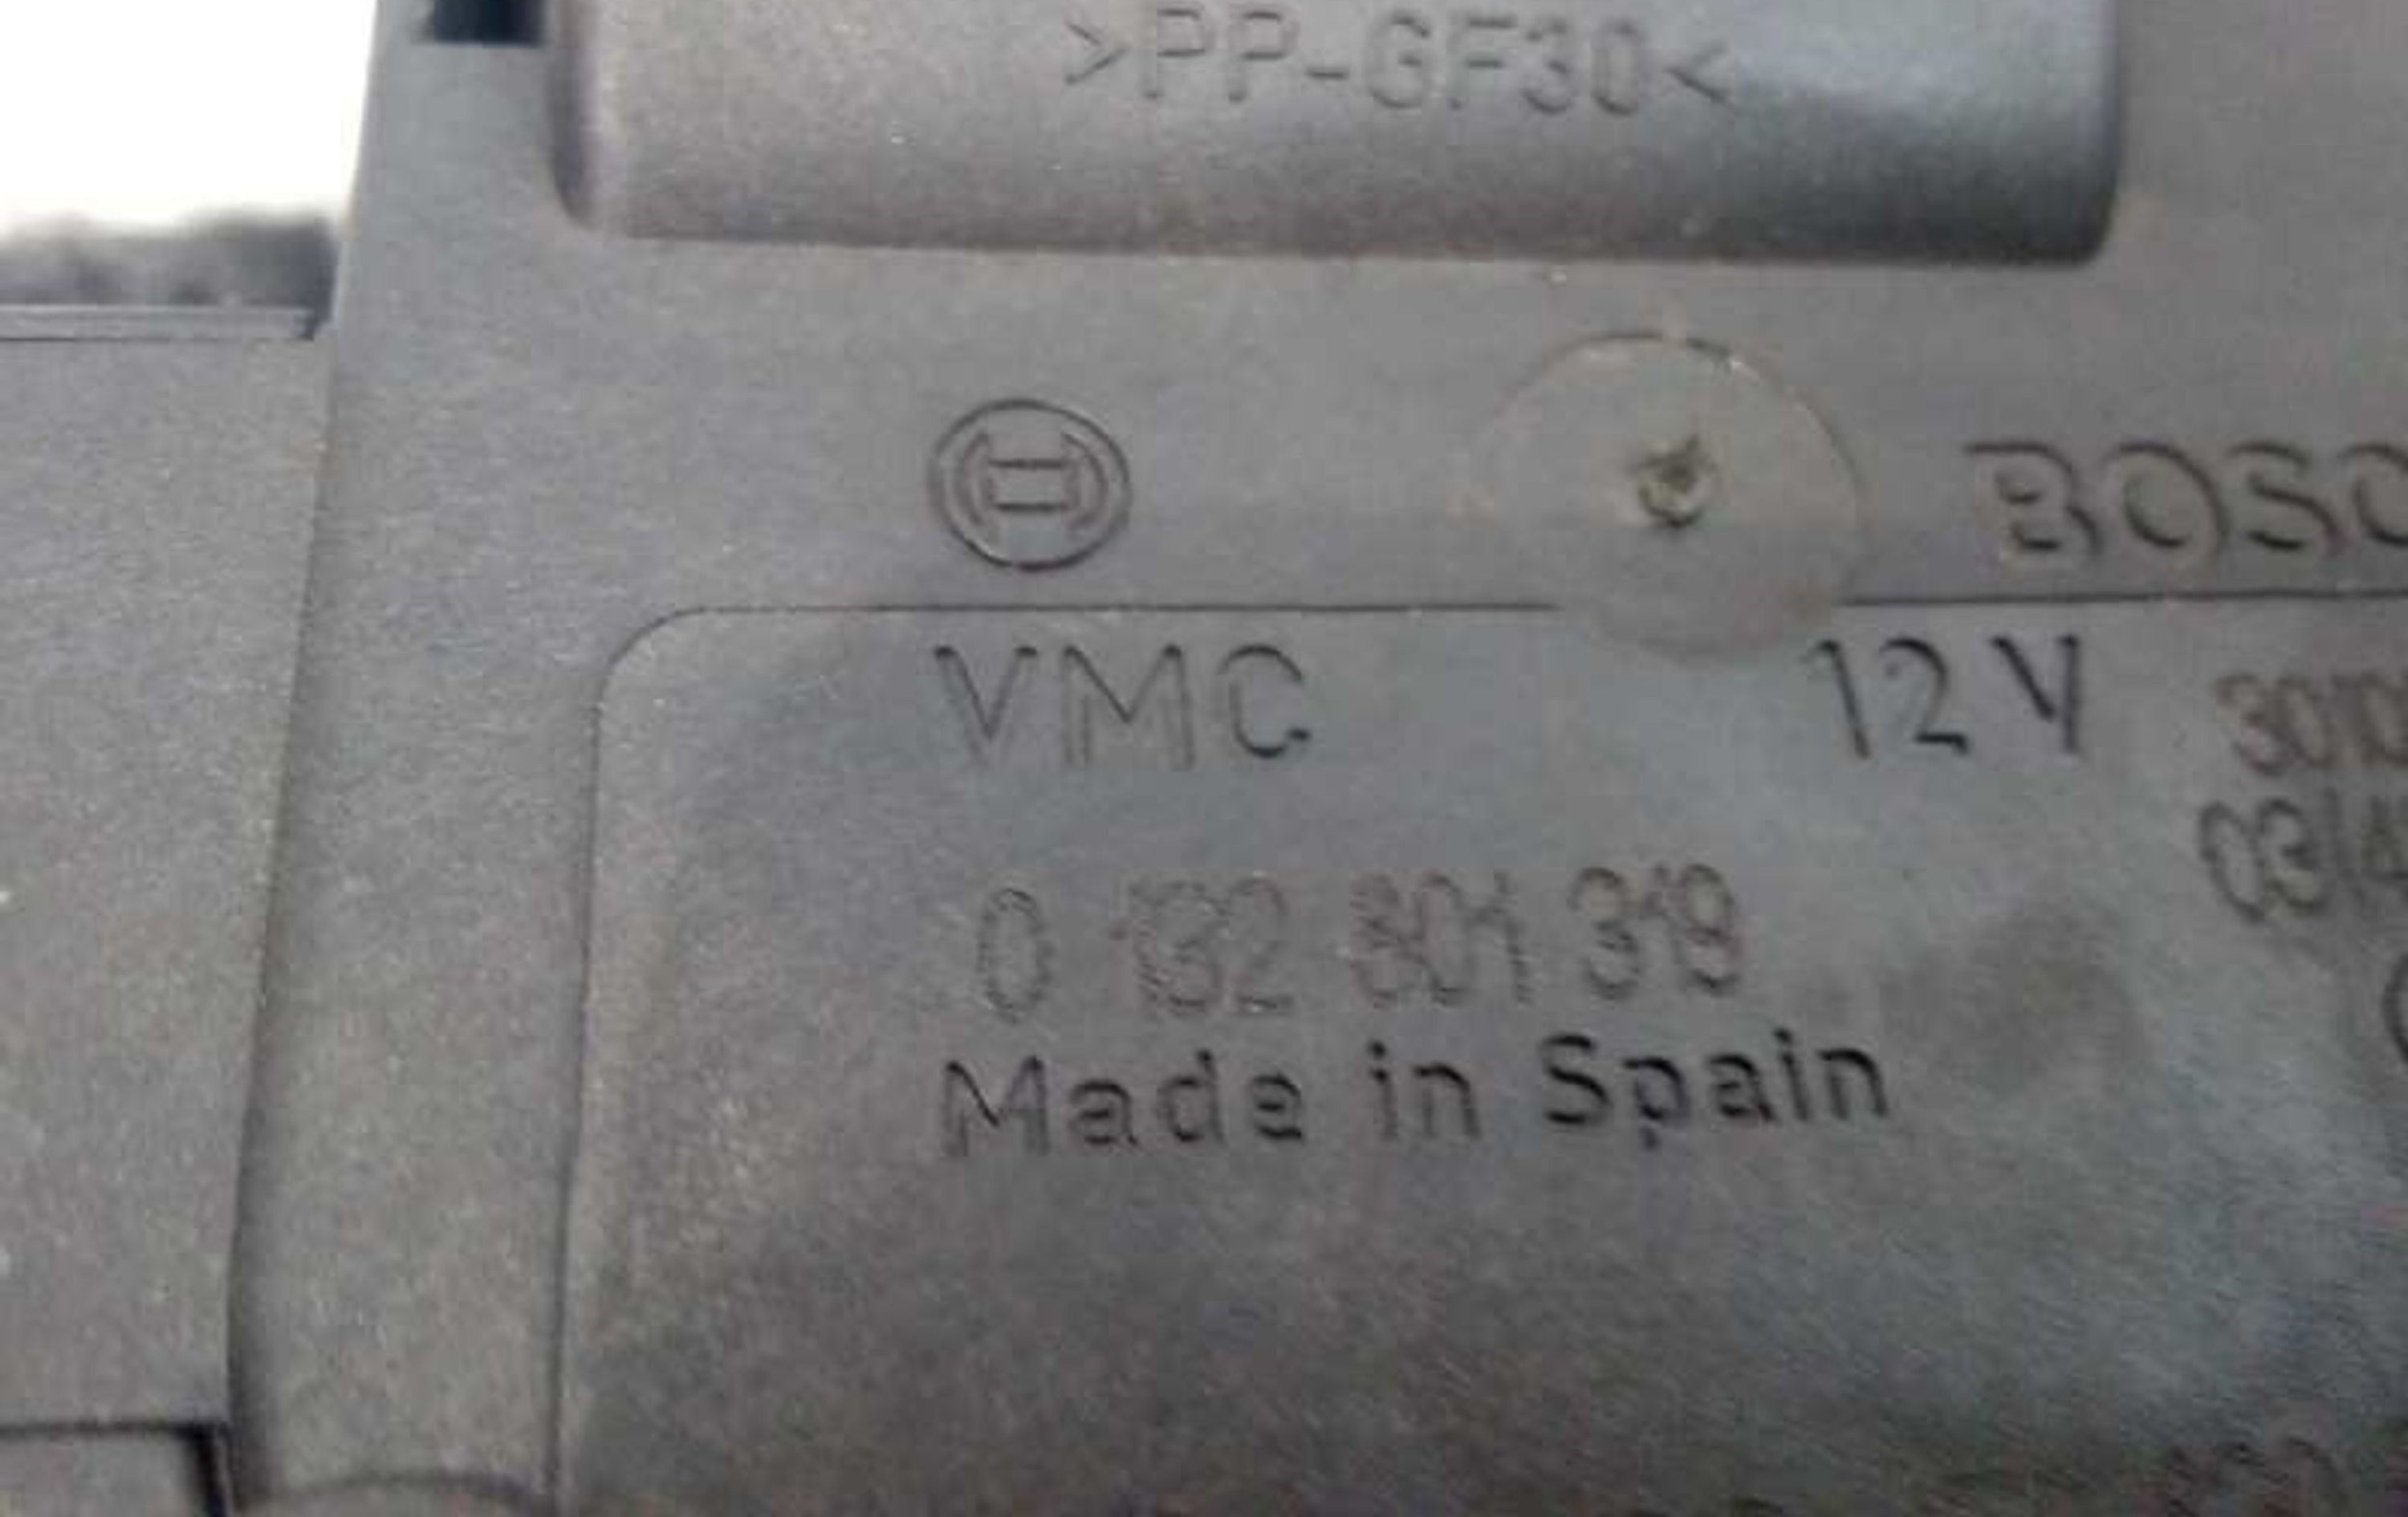 >PP-GF30<
BOSC
VMC 12 V
0 132 801 319
Made in Spain